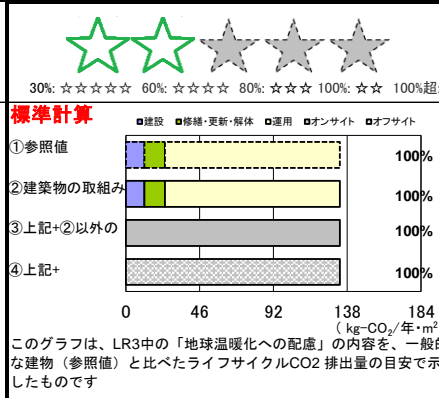 30%: ☆☆☆☆☆ 60%: ☆☆☆☆ 80%: ☆☆☆ 100%: ☆☆ 100%超:
標準計算
■建設 ■修繕・更新・解体 □運用 ■オンサイト □オフサイト
①参照値 100%
②建築物の取組み 100%
③上記+②以外の 100%
④上記+ 100%
0 46 92 138 184
( kg-CO₂/年・m²
このグラフは、LR3中の「地球温暖化への配慮」の内容を、一般的
な建物（参照値）と比べたライフサイクルCO2 排出量の目安で示
したものです